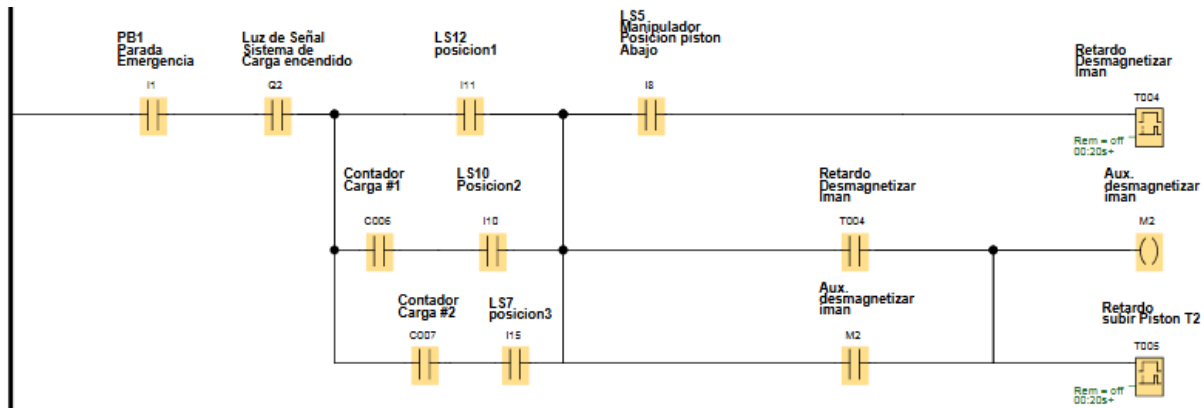 PB1
Parada
Emergencia
I1
Luz de Señal
Sistema de
Carga encendido
Q2
LS12
posicion1
I11
LS5
Manipulador
Posicion piston
Abajo
I8
Retardo
Desmagnetizar
Iman
T004
Rem = off
00:20s+
Contador
Carga #1
C006
LS10
Posicion2
I10
Retardo
Desmagnetizar
Iman
T004
Aux.
desmagnetizar
iman
M2
Contador
Carga #2
C007
LS7
posicion3
I15
Aux.
desmagnetizar
iman
M2
Retardo
subir Piston T2
T005
Rem = off
00:20s+